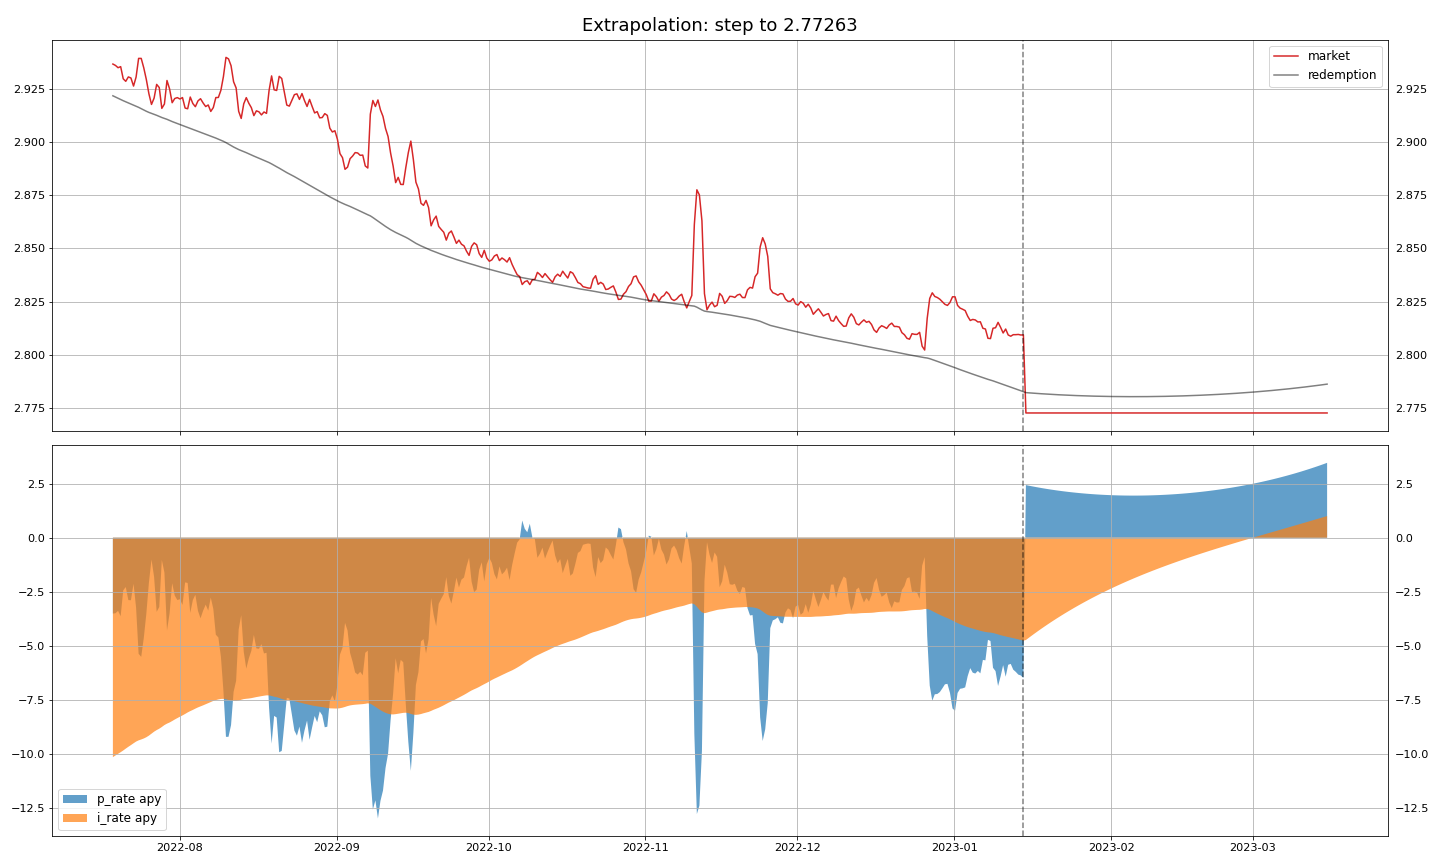 Extrapolation: step to 2.77263
market
redemption
2.925 2.925
2.900 2.900
2.875 2.875
2.850 2.850
2.825 2.825
2.800 2.800
2.775 2.775
2.5 2.5
0.0 0.0
−2.5 −2.5
−5.0 −5.0
−7.5 −7.5
−10.0 −10.0
−12.5 −12.5
p_rate apy
i_rate apy
2022-08 2022-09 2022-10 2022-11 2022-12 2023-01 2023-02 2023-03